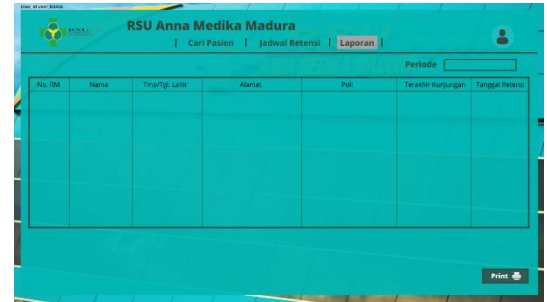 RSU Anna Medika Madura
| Cari Pasien | Jadwal Retensi | Laporan |
Periode
No. RM Nama Tmp/Tgl. Lahir Alamat Poli Terakhir Kunjungan Tanggal Retensi
Print